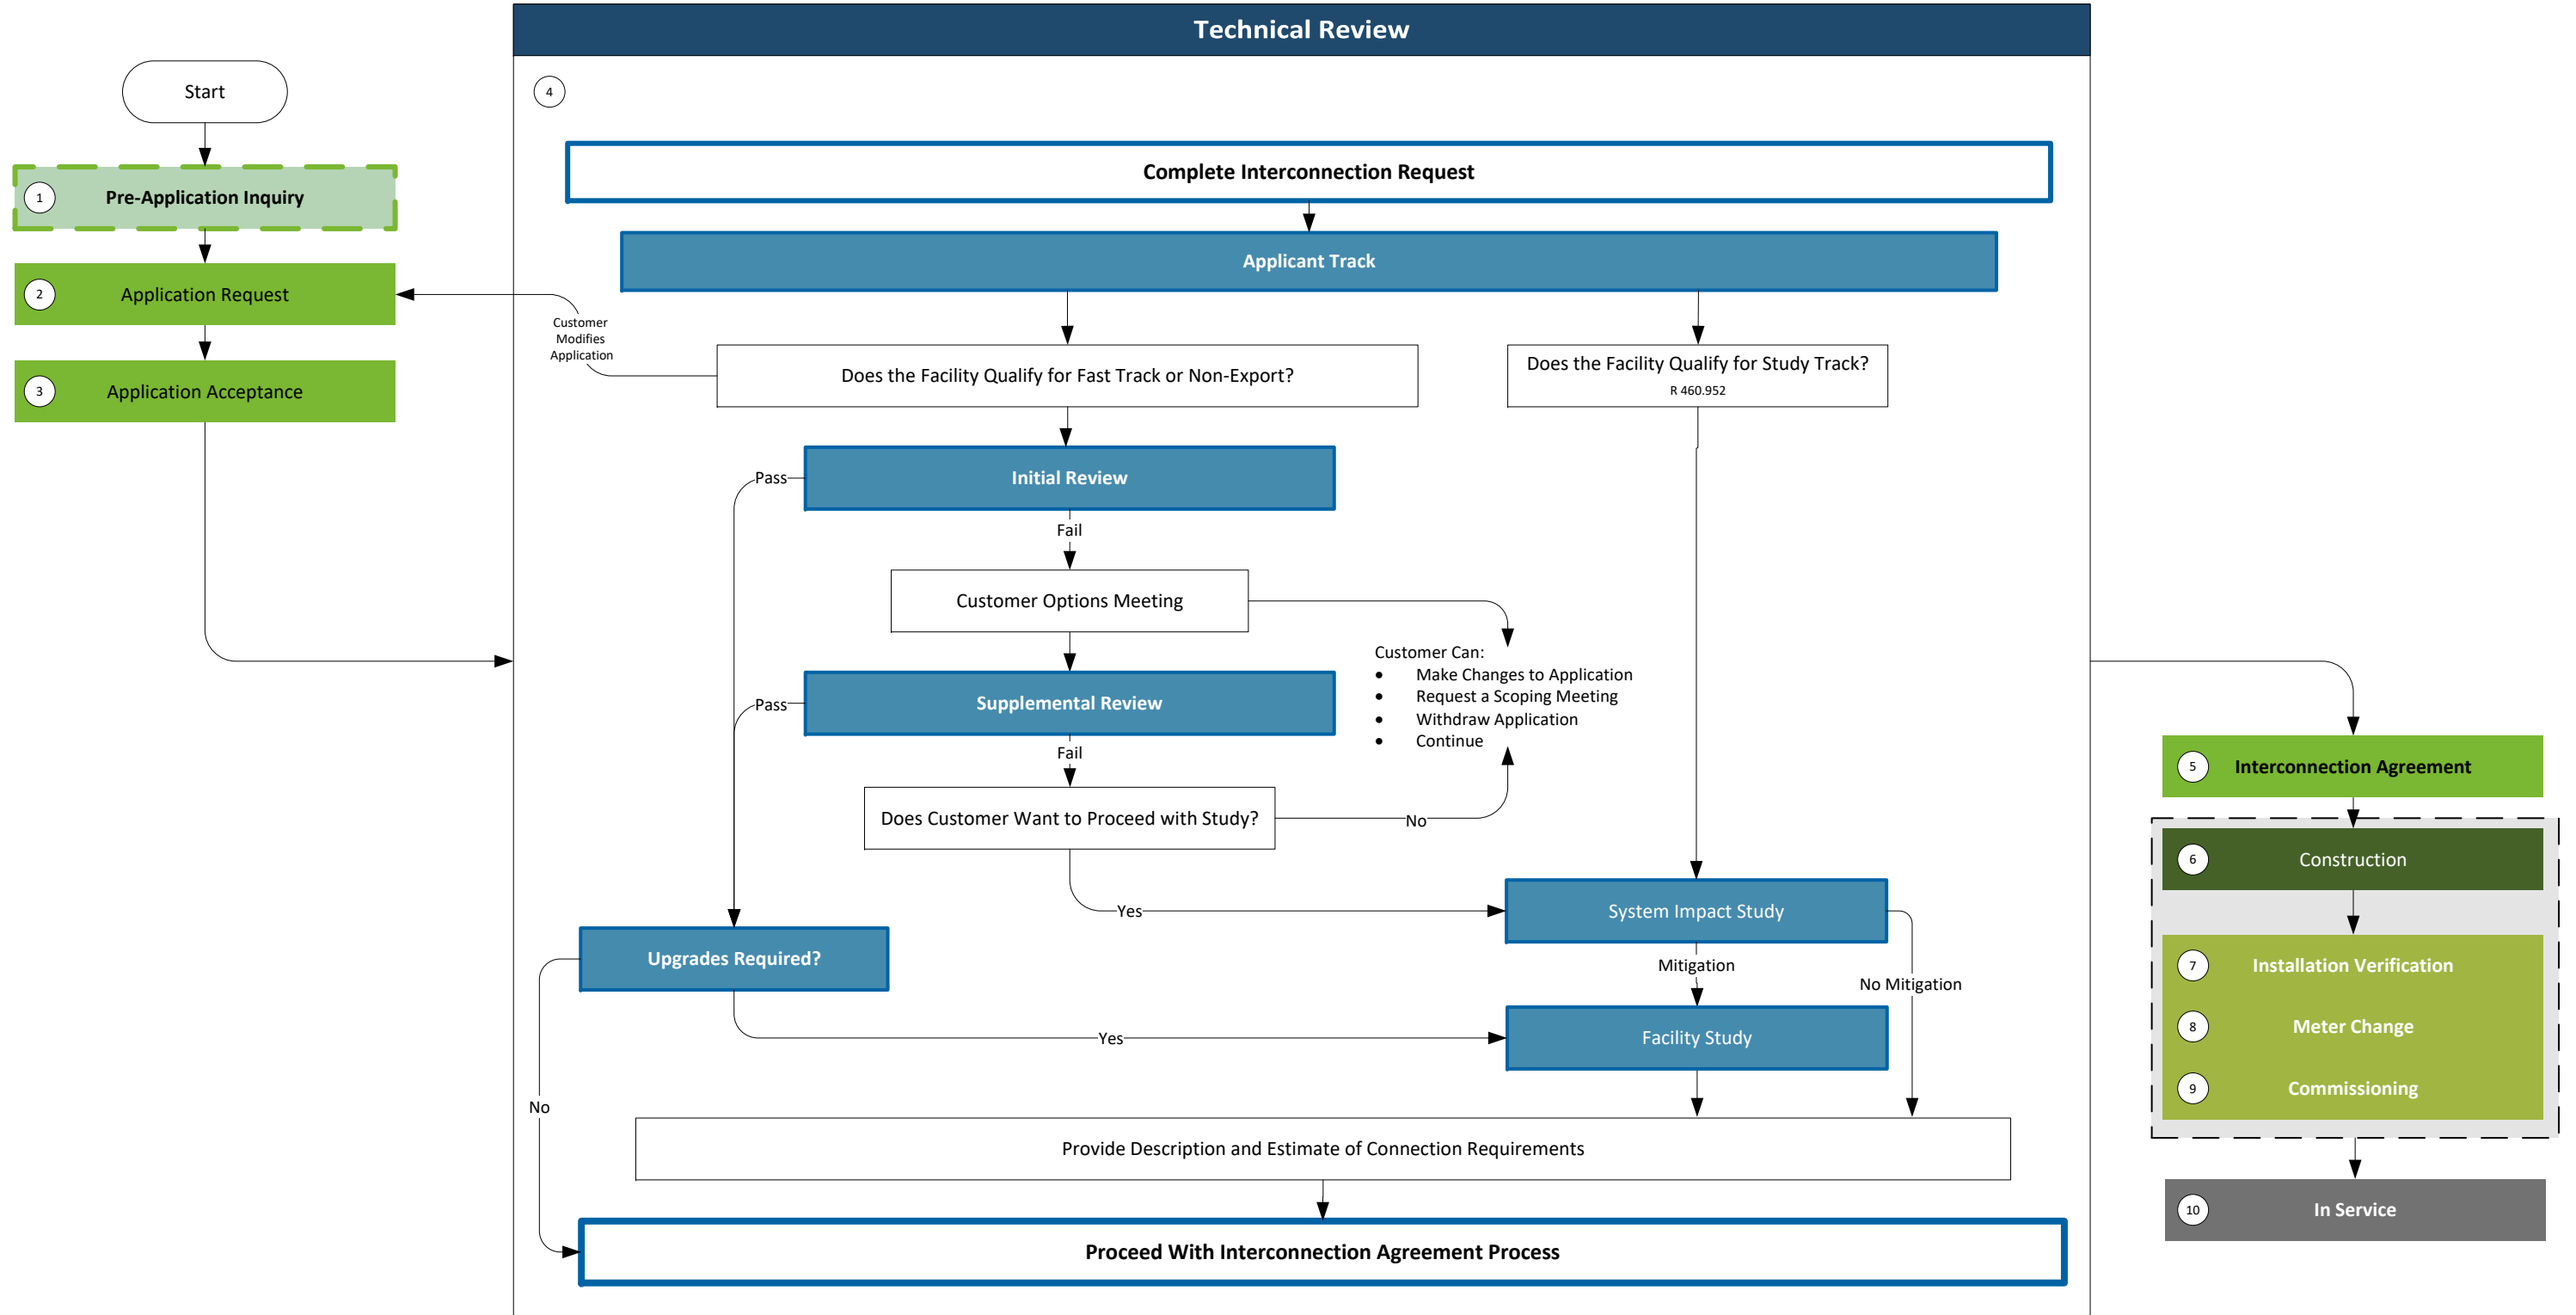 Technical Review
Start
1
Pre-Application Inquiry
2
Application Request
3
Application Acceptance
4
Complete Interconnection Request
Applicant Track
Customer
Modifies
Application
Does the Facility Qualify for Fast Track or Non-Export?
Does the Facility Qualify for Study Track?
R 460.952
Pass
Initial Review
Fail
Customer Options Meeting
Customer Can:
• Make Changes to Application
• Request a Scoping Meeting
• Withdraw Application
• Continue
Pass
Supplemental Review
Fail
Does Customer Want to Proceed with Study?
No
Yes
System Impact Study
Upgrades Required?
Mitigation
No Mitigation
Yes
Facility Study
No
Provide Description and Estimate of Connection Requirements
Proceed With Interconnection Agreement Process
5
Interconnection Agreement
6
Construction
7
Installation Verification
8
Meter Change
9
Commissioning
10
In Service